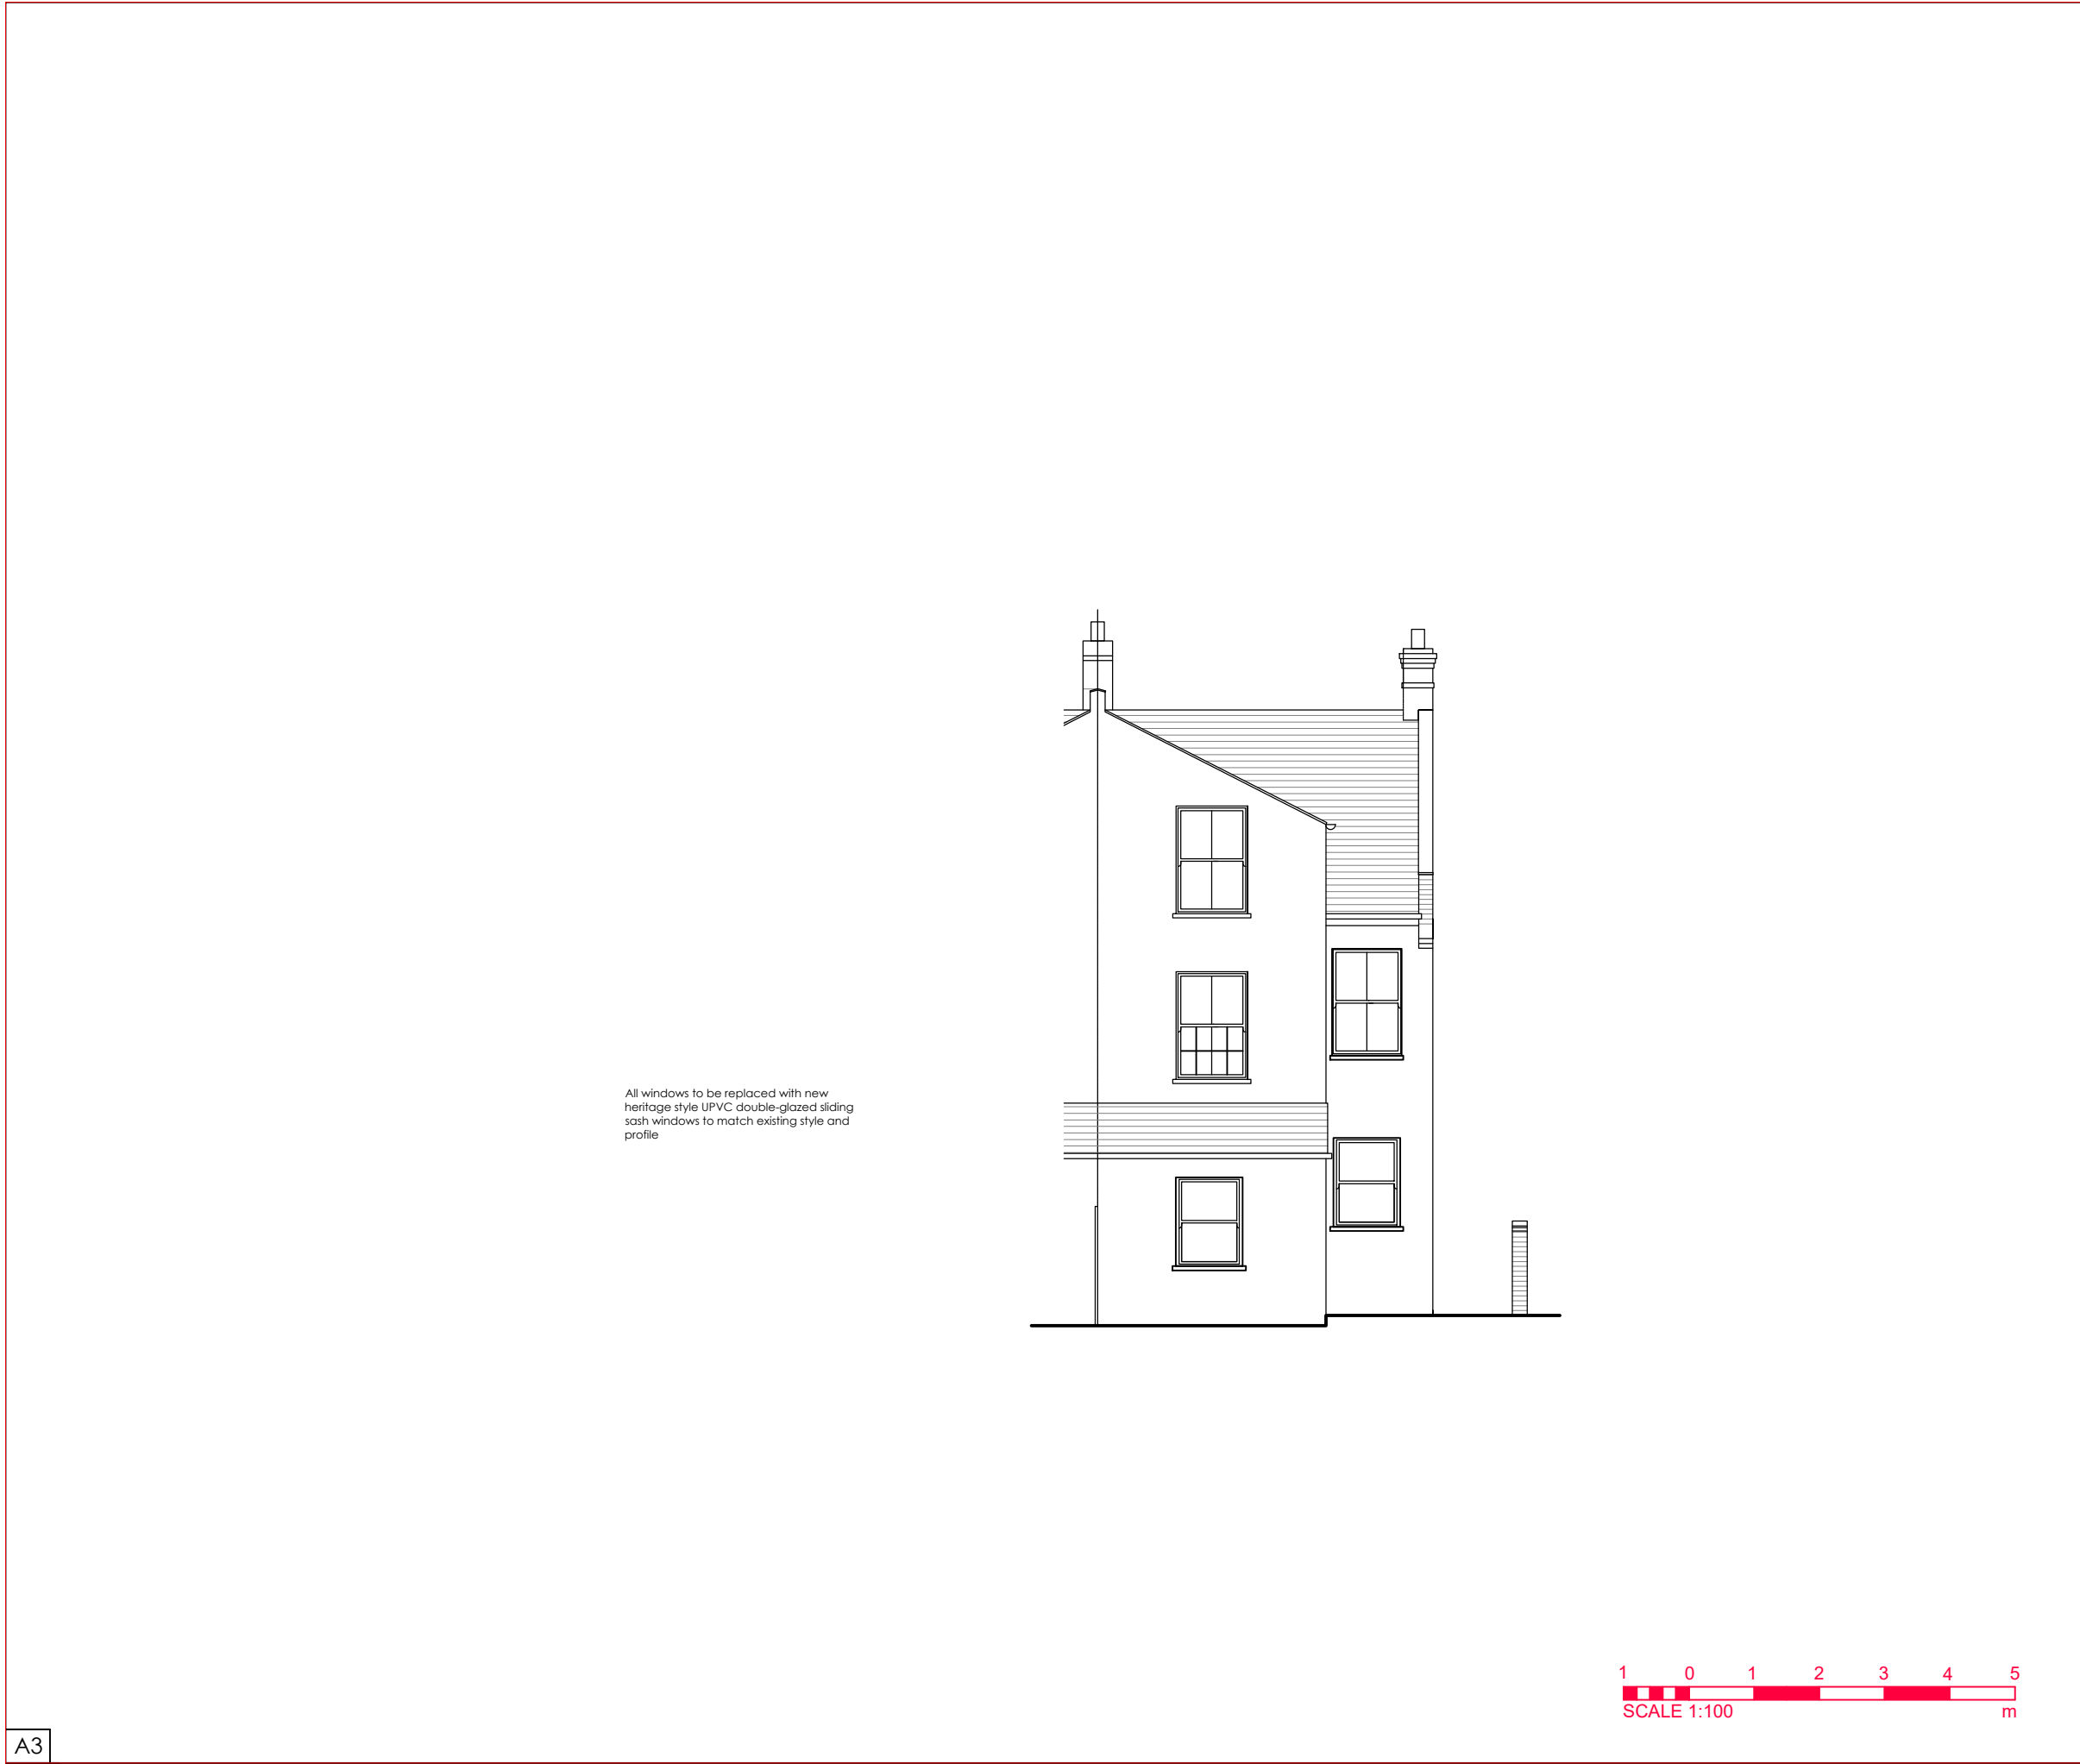 All windows to be replaced with new
heritage style UPVC double-glazed sliding
sash windows to match existing style and
profile
1 0 1 2 3 4 5
SCALE 1:100 m
A3